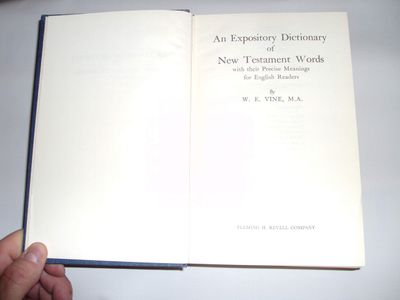 An Expository Dictionary
of
New Testament Words
with their Precise Meanings
for English Readers
By
W. E. VINE, M.A.
FLEMING H. REVELL COMPANY